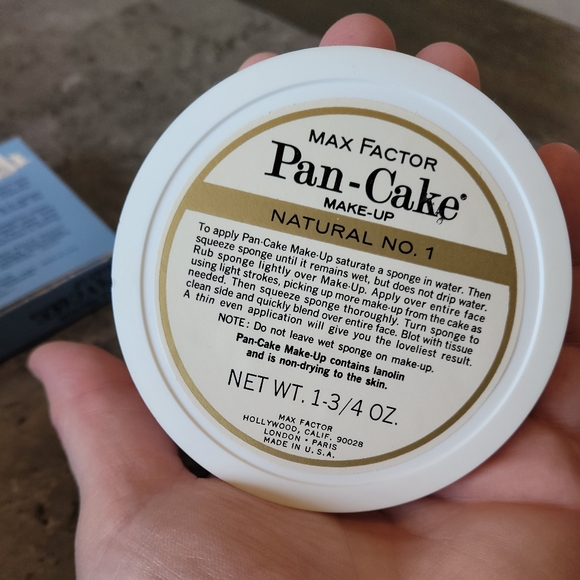 MAX FACTOR
Pan-Cake®
MAKE-UP
NATURAL NO. 1
To apply Pan-Cake Make-Up saturate a sponge in water. Then
squeeze sponge until it remains wet, but does not drip water.
Rub sponge lightly over Make-Up. Apply over entire face
using light strokes, picking up more make-up from the cake as
needed. Then squeeze sponge thoroughly. Turn sponge to
clean side and quickly blend over entire face. Blot with tissue
A thin even application will give you the loveliest result.
NOTE: Do not leave wet sponge on make-up.
Pan-Cake Make-Up contains lanolin
and is non-drying to the skin.
NET WT. 1-3/4 OZ.
MAX FACTOR
HOLLYWOOD, CALIF. 90028
LONDON • PARIS
MADE IN U.S.A.